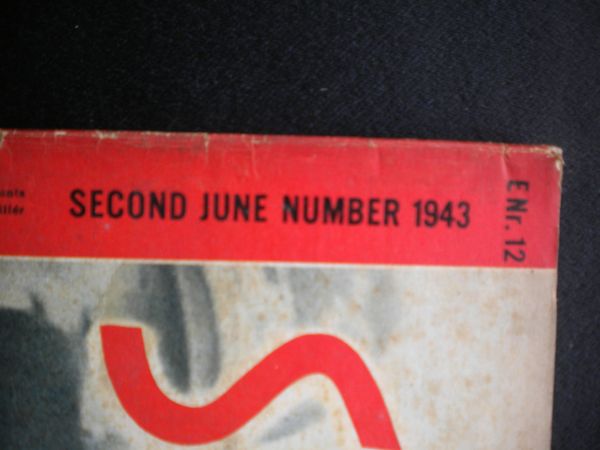 SECOND JUNE NUMBER 1943
E Nr. 12